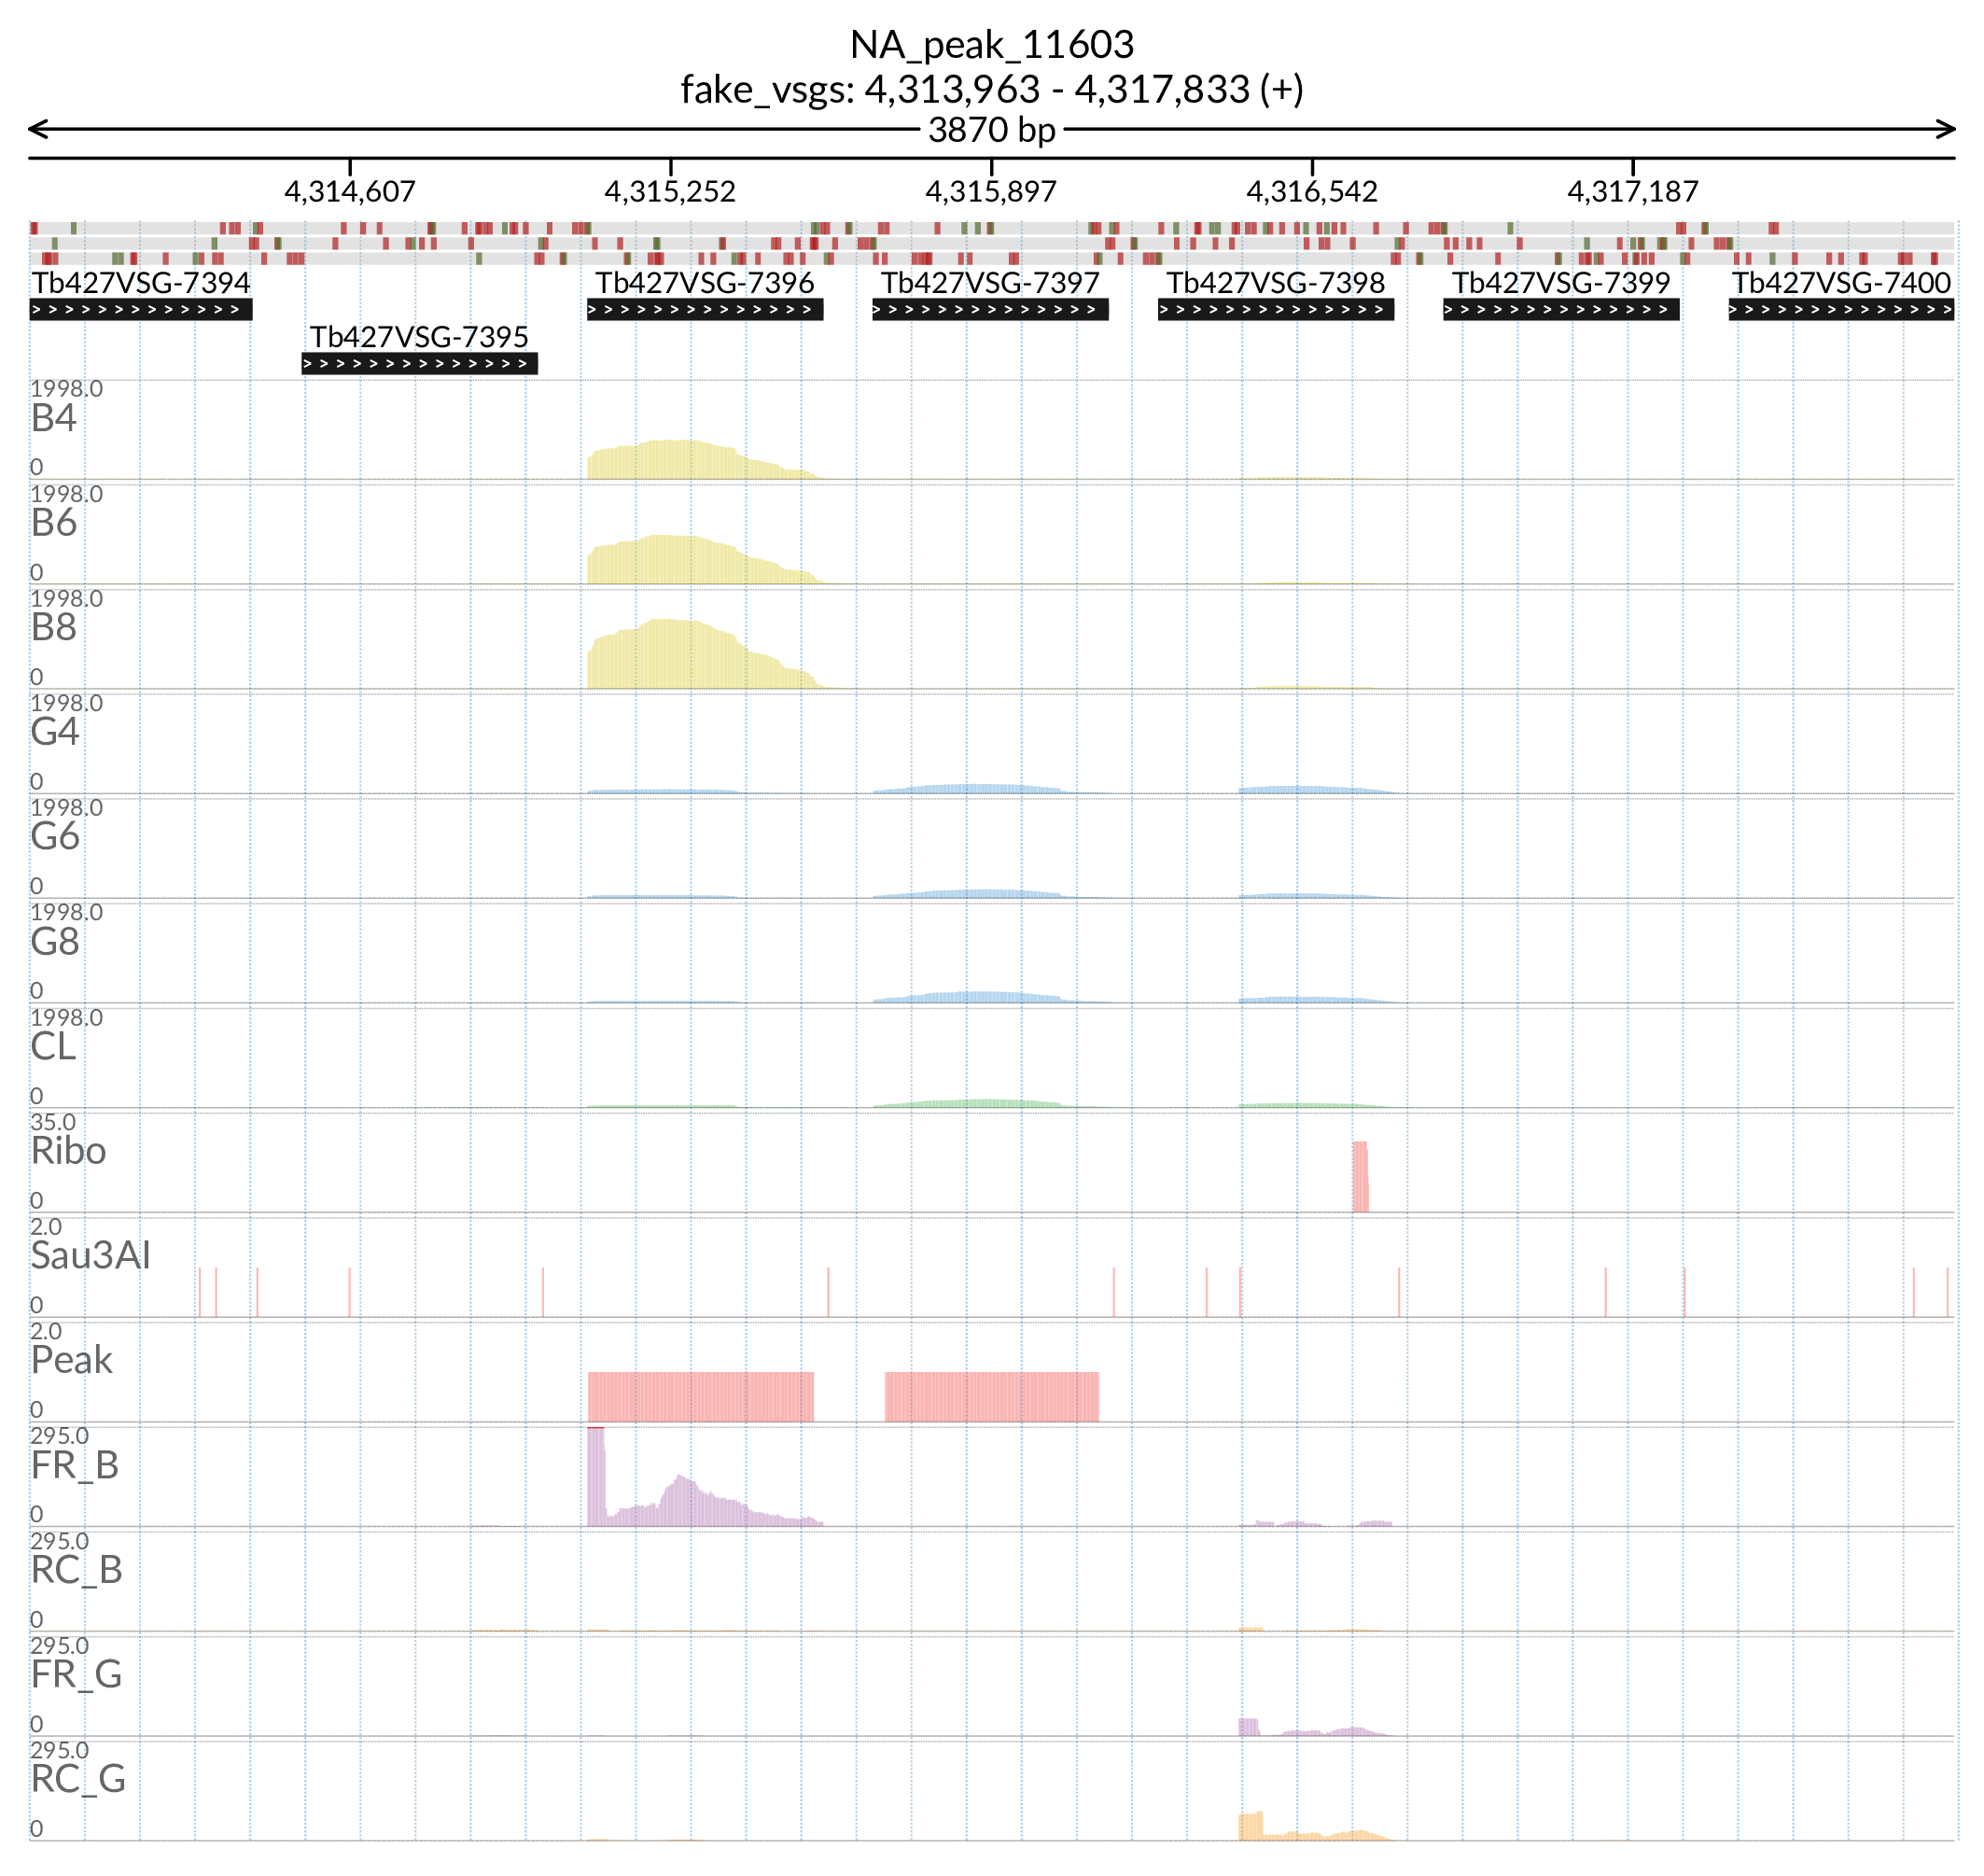 NA_peak_11603
fake_vsgs: 4,313,963 - 4,317,833 (+)
3870 bp
4,314,607 4,315,252 4,315,897 4,316,542 4,317,187
Tb427VSG-7394 Tb427VSG-7396 Tb427VSG-7397 Tb427VSG-7398 Tb427VSG-7399 Tb427VSG-7400
Tb427VSG-7395
1998.0
B4
0
1998.0
B6
0
1998.0
B8
0
1998.0
G4
0
1998.0
G6
0
1998.0
G8
0
1998.0
CL
0
35.0
Ribo
0
2.0
Sau3AI
0
2.0
Peak
0
295.0
FR_B
0
295.0
RC_B
0
295.0
FR_G
0
295.0
RC_G
0